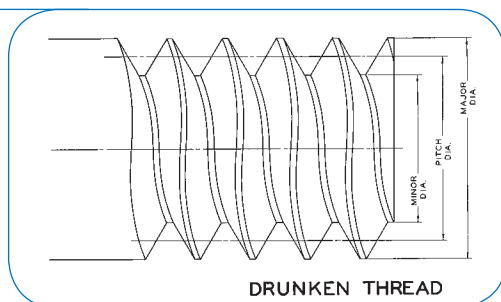 MINOR
DIA.
PITCH
DIA.
MAJOR
DIA.
DRUNKEN THREAD